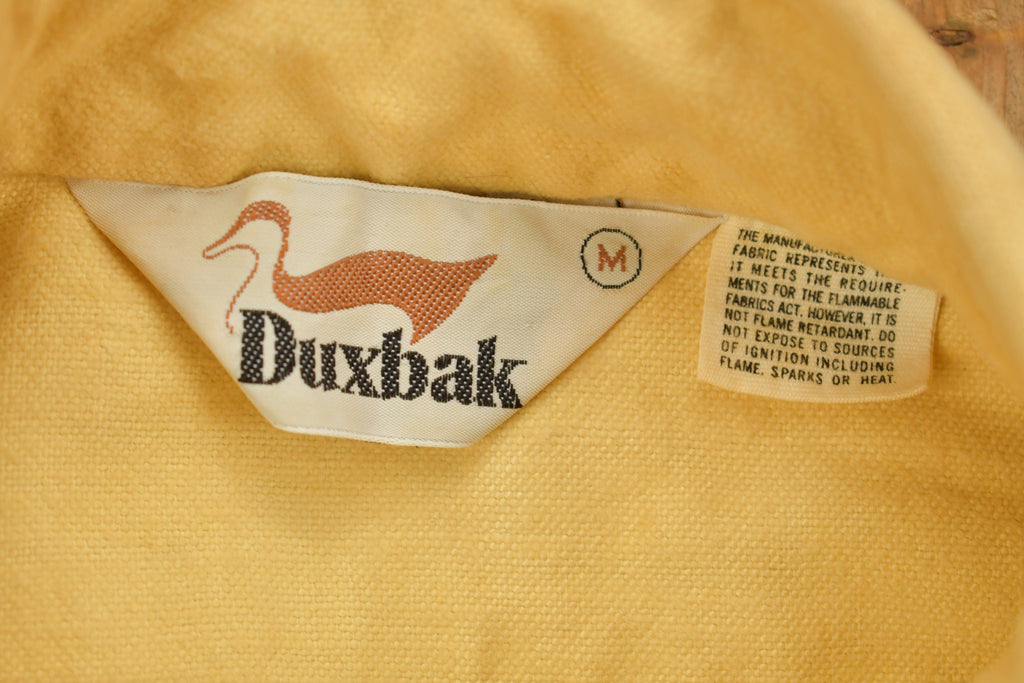 Duxbak
M
THE
FABRIC REPRESENTS
IT MEETS THE REQUIRE-
MENTS FOR THE FLAMMABLE
FABRICS ACT. HOWEVER, IT IS
NOT FLAME RETARDANT. DO
NOT EXPOSE TO SOURCES
OF IGNITION INCLUDING
FLAME, SPARKS OR HEAT.